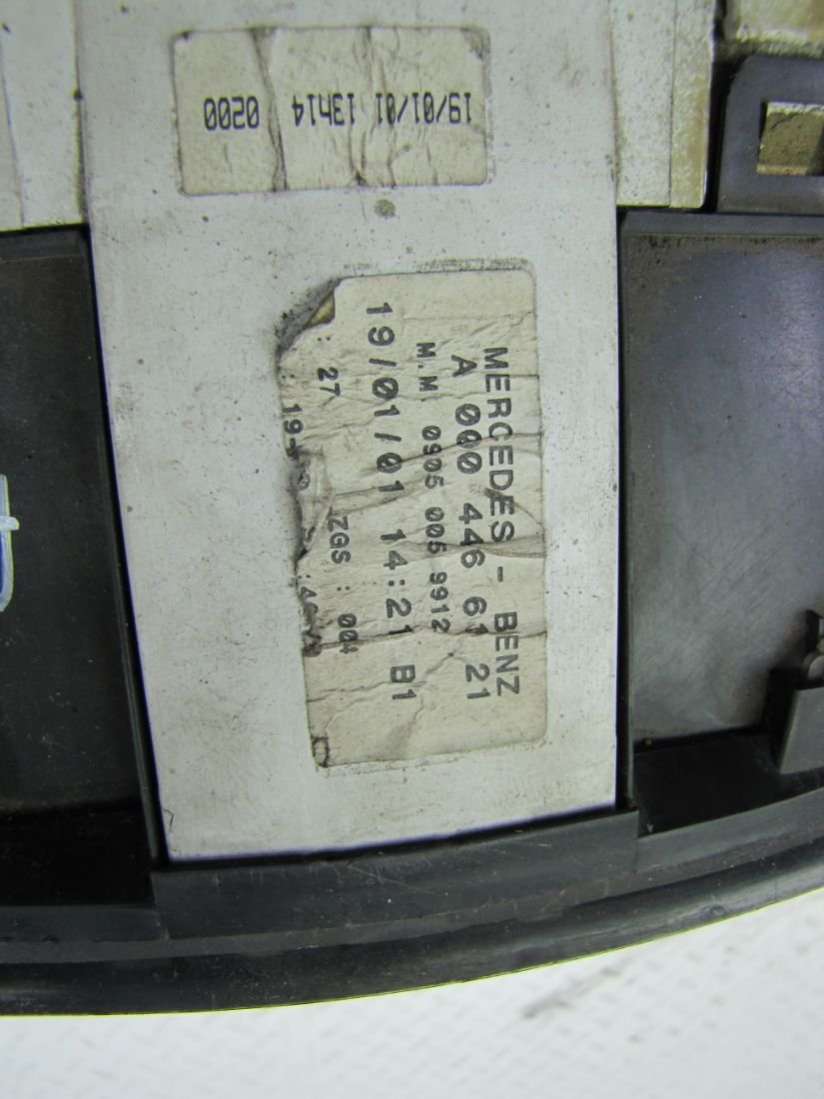 19/01/01 13h14 0200
MERCEDES - BENZ
A 000 446 61 21
M.M. 0905 005 9912
19/01/01 14:21 B1
: 27 ZGS : 004